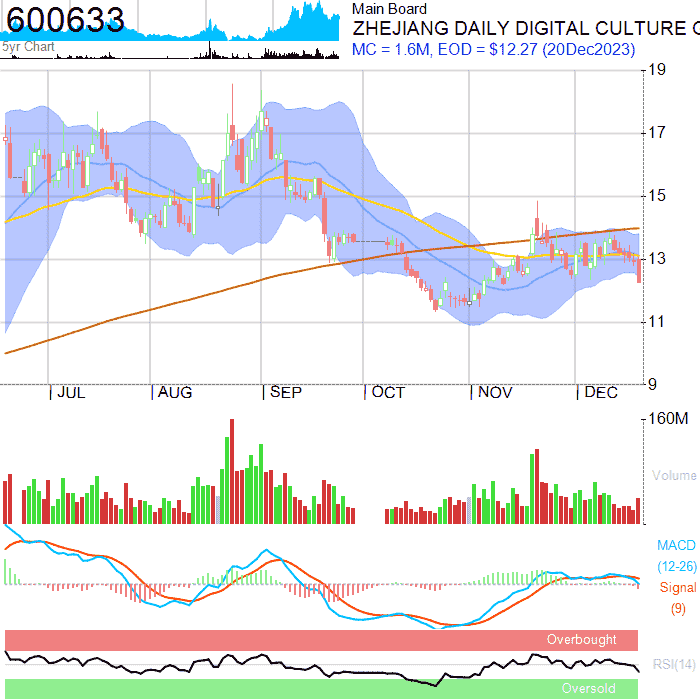 600633
5yr Chart
Main Board
ZHEJIANG DAILY DIGITAL CULTURE
MC = 1.6M, EOD = $12.27 (20Dec2023)
19
17
15
13
11
9
JUL AUG SEP OCT NOV DEC
160M
Volume
MACD
(12-26)
Signal
(9)
Overbought
RSI(14)
Oversold